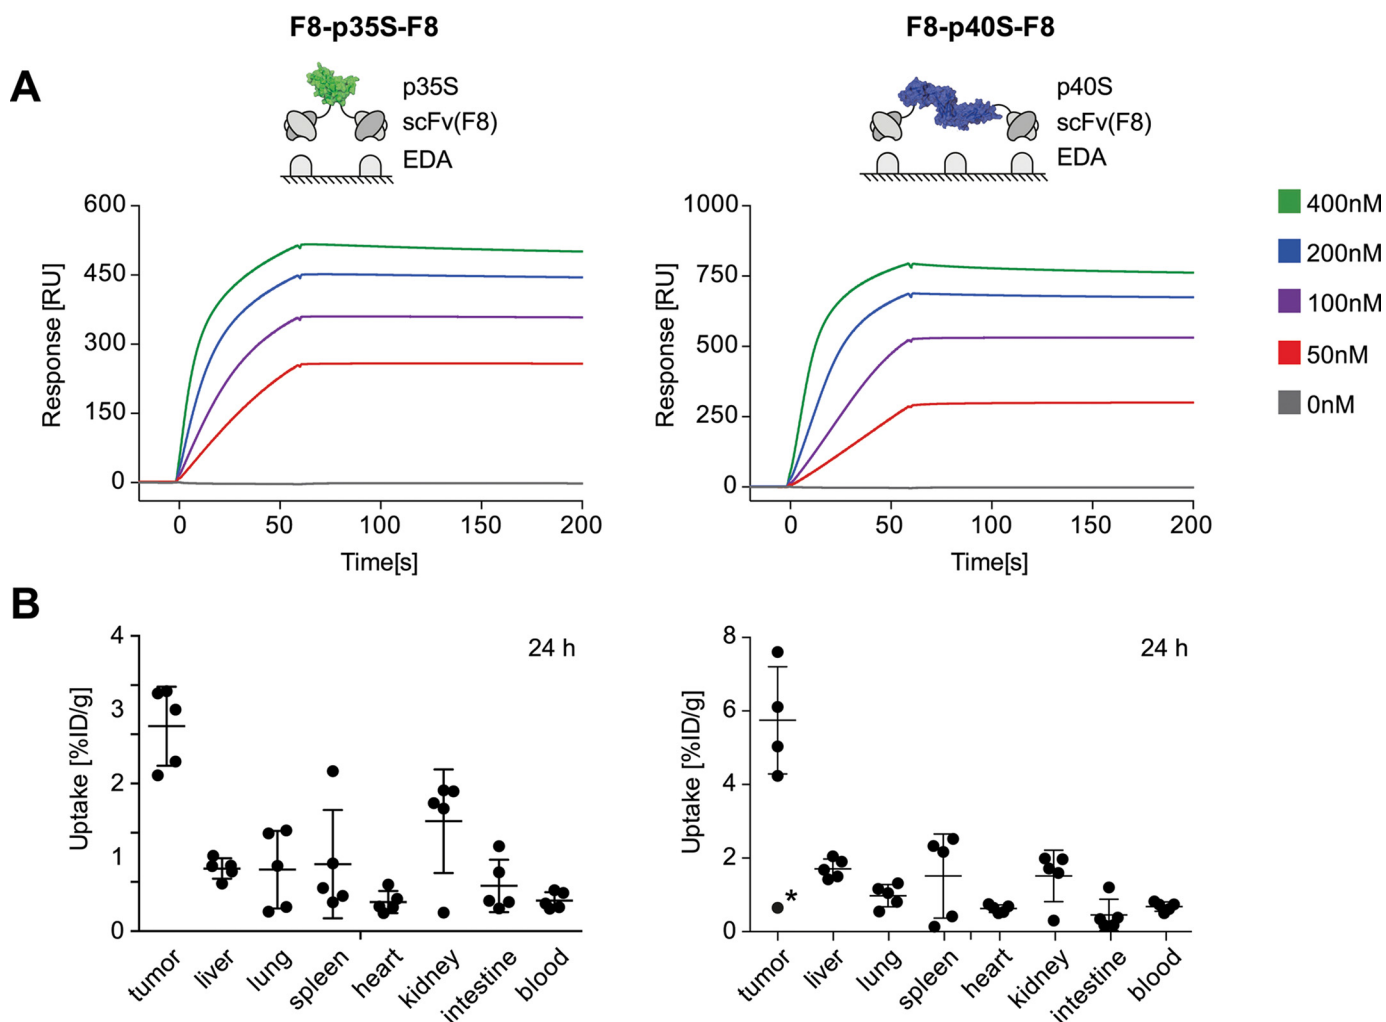 F8-p35S-F8
F8-p40S-F8
A
p35S
scFv(F8)
EDA
p40S
scFv(F8)
EDA
600
450
300
150
0
Response [RU]
0 50 100 150 200
Time[s]
1000
750
500
250
0
Response [RU]
0 50 100 150 200
Time[s]
400nM
200nM
100nM
50nM
0nM
B
24 h
4
3
2
1
0
Uptake [%ID/g]
tumor liver lung spleen heart kidney intestine blood
24 h
8
6
4
2
0
Uptake [%ID/g]
*
tumor liver lung spleen heart kidney intestine blood